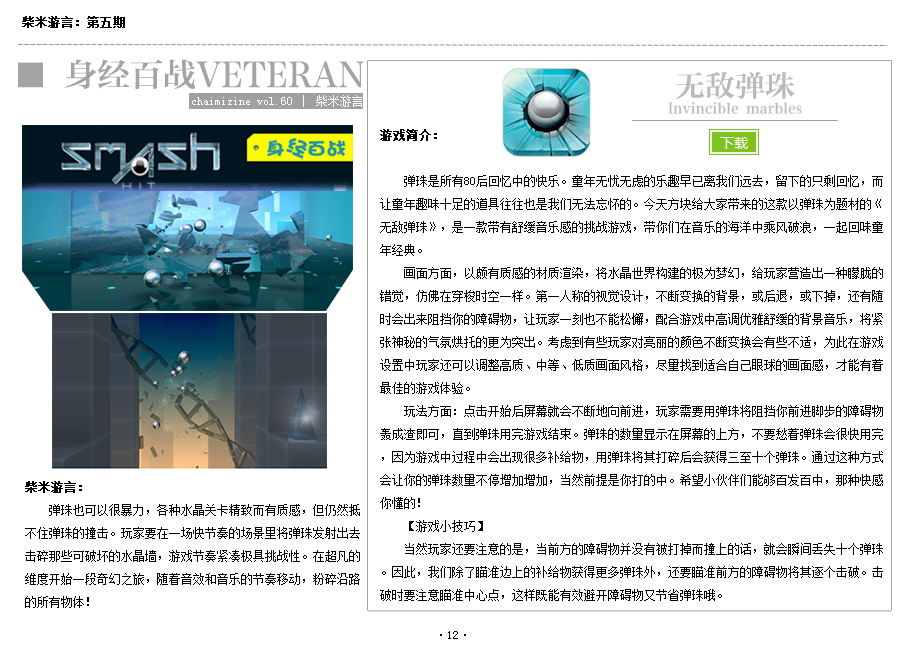 柴米游言：第五期
身经百战VETERAN
chaimizine vol.60 | 柴米游言
SMASH
HIT
身经百战
柴米游言：
弹珠也可以很暴力，各种水晶关卡精致而有质感，但仍然抵
不住弹珠的撞击。玩家要在一场快节奏的场景里将弹珠发射出去
击碎那些可破坏的水晶墙，游戏节奏紧凑极具挑战性。在超凡的
维度开始一段奇幻之旅，随着音效和音乐的节奏移动，粉碎沿路
的所有物体！
无敌弹珠
Invincible marbles
游戏简介：
下载
弹珠是所有80后回忆中的快乐。童年无忧无虑的乐趣早已离我们远去，留下的只剩回忆，而
让童年趣味十足的道具往往也是我们无法忘怀的。今天方块给大家带来的这款以弹珠为题材的《
无敌弹珠》，是一款带有舒缓音乐感的挑战游戏，带你们在音乐的海洋中乘风破浪，一起回味童
年经典。
画面方面，以颇有质感的材质渲染，将水晶世界构建的极为梦幻，给玩家营造出一种朦胧的
错觉，仿佛在穿梭时空一样。第一人称的视觉设计，不断变换的背景，或后退，或下掉，还有随
时会出来阻挡你的障碍物，让玩家一刻也不能松懈，配合游戏中高调优雅舒缓的背景音乐，将紧
张神秘的气氛烘托的更为突出。考虑到有些玩家对亮丽的颜色不断变换会有些不适，为此在游戏
设置中玩家还可以调整高质、中等、低质画面风格，尽量找到适合自己眼球的画面感，才能有着
最佳的游戏体验。
玩法方面：点击开始后屏幕就会不断地向前进，玩家需要用弹珠将阻挡你前进脚步的障碍物
轰成渣即可，直到弹珠用完游戏结束。弹珠的数量显示在屏幕的上方，不要愁着弹珠会很快用完
，因为游戏中过程中会出现很多补给物，用弹珠将其打碎后会获得三至十个弹珠。通过这种方式
会让你的弹珠数量不停增加增加，当然前提是你打的中。希望小伙伴们能够百发百中，那种快感
你懂的！
【游戏小技巧】
当然玩家还要注意的是，当前方的障碍物并没有被打掉而撞上的话，就会瞬间丢失十个弹珠
。因此，我们除了瞄准边上的补给物获得更多弹珠外，还要瞄准前方的障碍物将其逐个击破。击
破时要注意瞄准中心点，这样既能有效避开障碍物又节省弹珠哦。
·12·